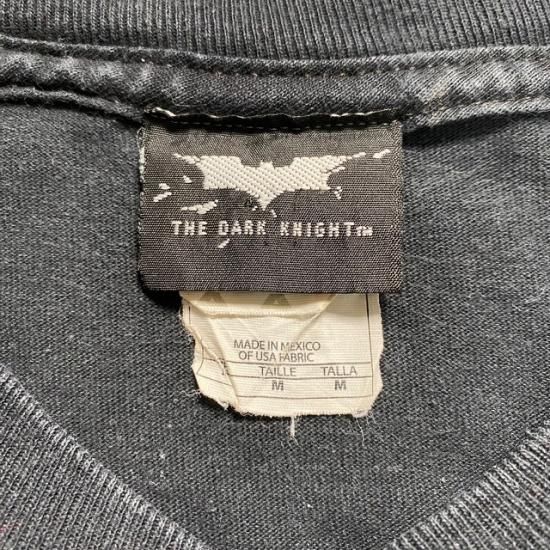 THE DARK KNIGHT™
MADE IN MEXICO
OF USA FABRIC
TAILLE TALLA
M M